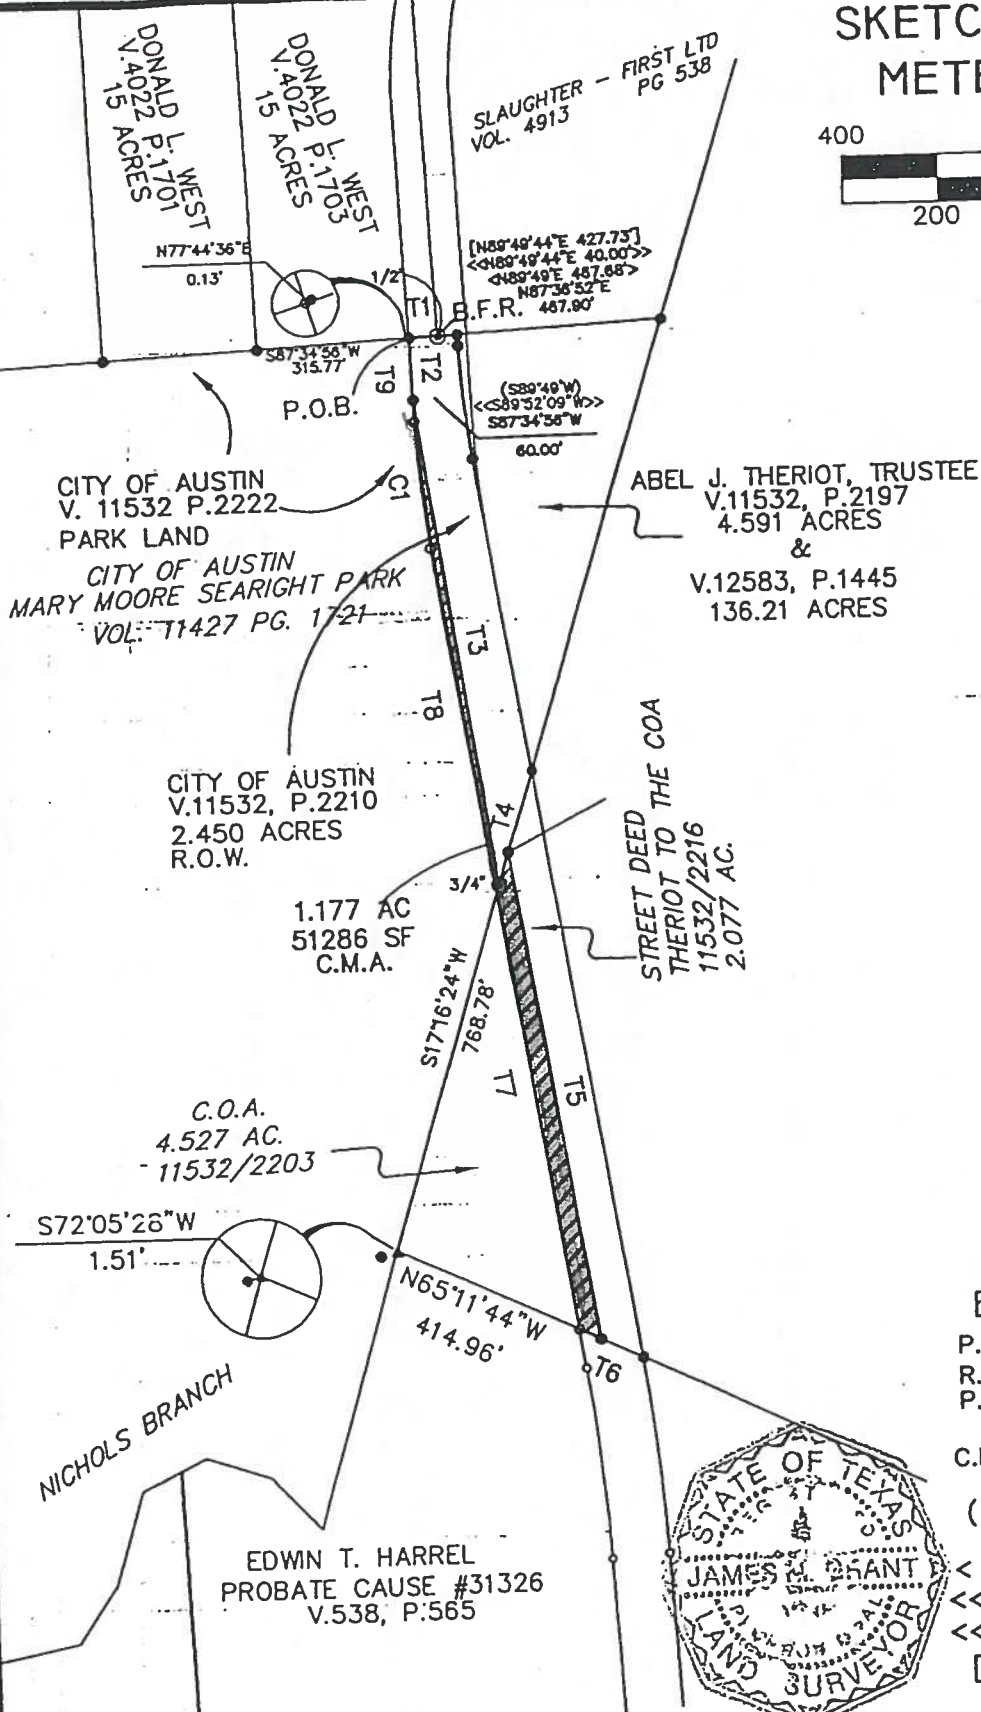 SKETC
METE
400
200
DONALD L. WEST
V.4022 P.1701
15 ACRES
DONALD L. WEST
V.4022 P.1703
15 ACRES
SLAUGHTER - FIRST LTD
VOL. 4913 PG 538
N77°44'36"E
0.13'
1/2"
T1
B.F.R.
[N89°49'44"E 427.73']
<<N89°49'44"E 40.00'>>
<N89°49'E 467.68'>
N87°36'52"E
467.90'
S87°34'56"W
315.77'
P.O.B.
T9
T2
(S89°49'W)
<<S89°52'09"W>>
S87°34'56"W
60.00'
CITY OF AUSTIN
V. 11532 P.2222
PARK LAND
C1
CITY OF AUSTIN
MARY MOORE SEARIGHT PARK
VOL. 11427 PG. 1721
ABEL J. THERIOT, TRUSTEE
V.11532, P.2197
4.591 ACRES
&
V.12583, P.1445
136.21 ACRES
T3
T8
CITY OF AUSTIN
V.11532, P.2210
2.450 ACRES
R.O.W.
T4
3/4"
1.177 AC
51286 SF
C.M.A.
STREET DEED
THERIOT TO THE COA
11532/2216
2.077 AC.
S17°16'24"W
768.78'
T7
T5
C.O.A.
4.527 AC.
11532/2203
S72°05'28"W
1.51'
N65°11'44"W
414.96'
T6
NICHOLS BRANCH
P.
R.
P.
(
<
<<
<<
[
EDWIN T. HARREL
PROBATE CAUSE #31326
V.538, P.565
STATE OF TEXAS
JAMES
LAND SURVEYOR